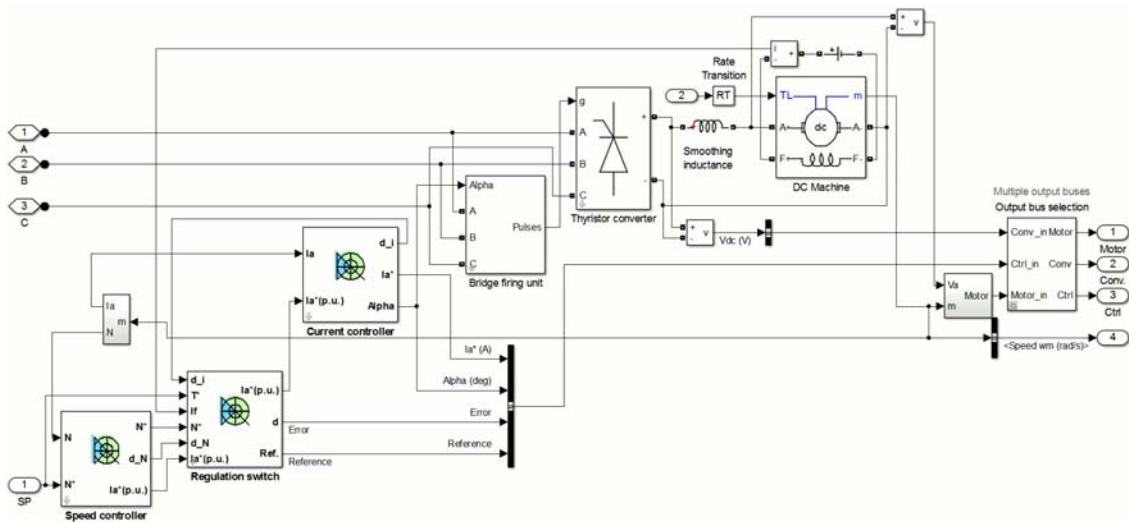 +
-
v
i
+
-
+
Rate
Transition
2
RT
TL
m
A+
dc
A-
F+
F-
DC Machine
Smoothing
inductance
g
A
B
C
+
-
Thyristor converter
1
A
2
B
3
C
Alpha
A
B
C
Pulses
Bridge firing unit
+
-
v
Vdc (V)
Multiple output buses
Output bus selection
Conv_in
Motor
Ctrl_in
Conv
Motor_in
Ctrl
1
Motor
2
Conv.
3
Ctrl
4
Va
m
Motor
<Speed wm (rad/s)>
Ia
Ia*(p.u.)
d_i
Ia*
Alpha
Current controller
Ia
N
m
Ia* (A)
Alpha (deg)
Error
Reference
d_i
T*
If
N*
d_N
Ia*(p.u.)
Ia*(p.u.)
d
Ref.
Error
Reference
Regulation switch
N
N*
N*
d_N
Ia*(p.u.)
Speed controller
1
SP